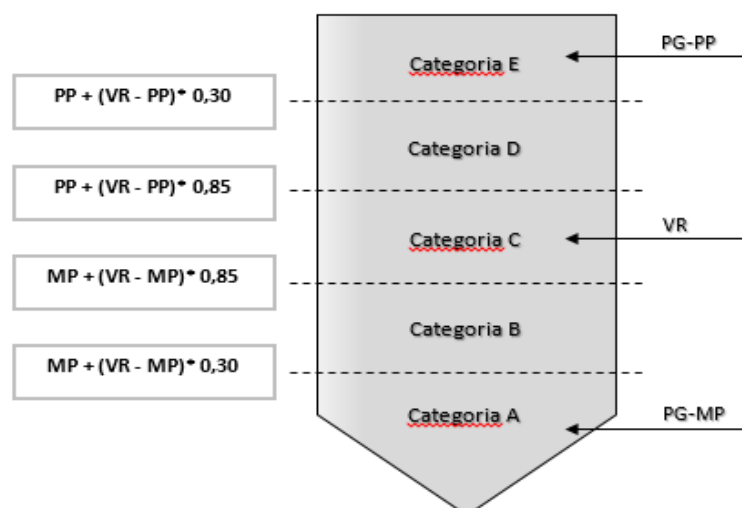 PG-PP
Categoria E
PP + (VR - PP)* 0,30
Categoria D
PP + (VR - PP)* 0,85
VR
Categoria C
MP + (VR - MP)* 0,85
Categoria B
MP + (VR - MP)* 0,30
Categoria A
PG-MP